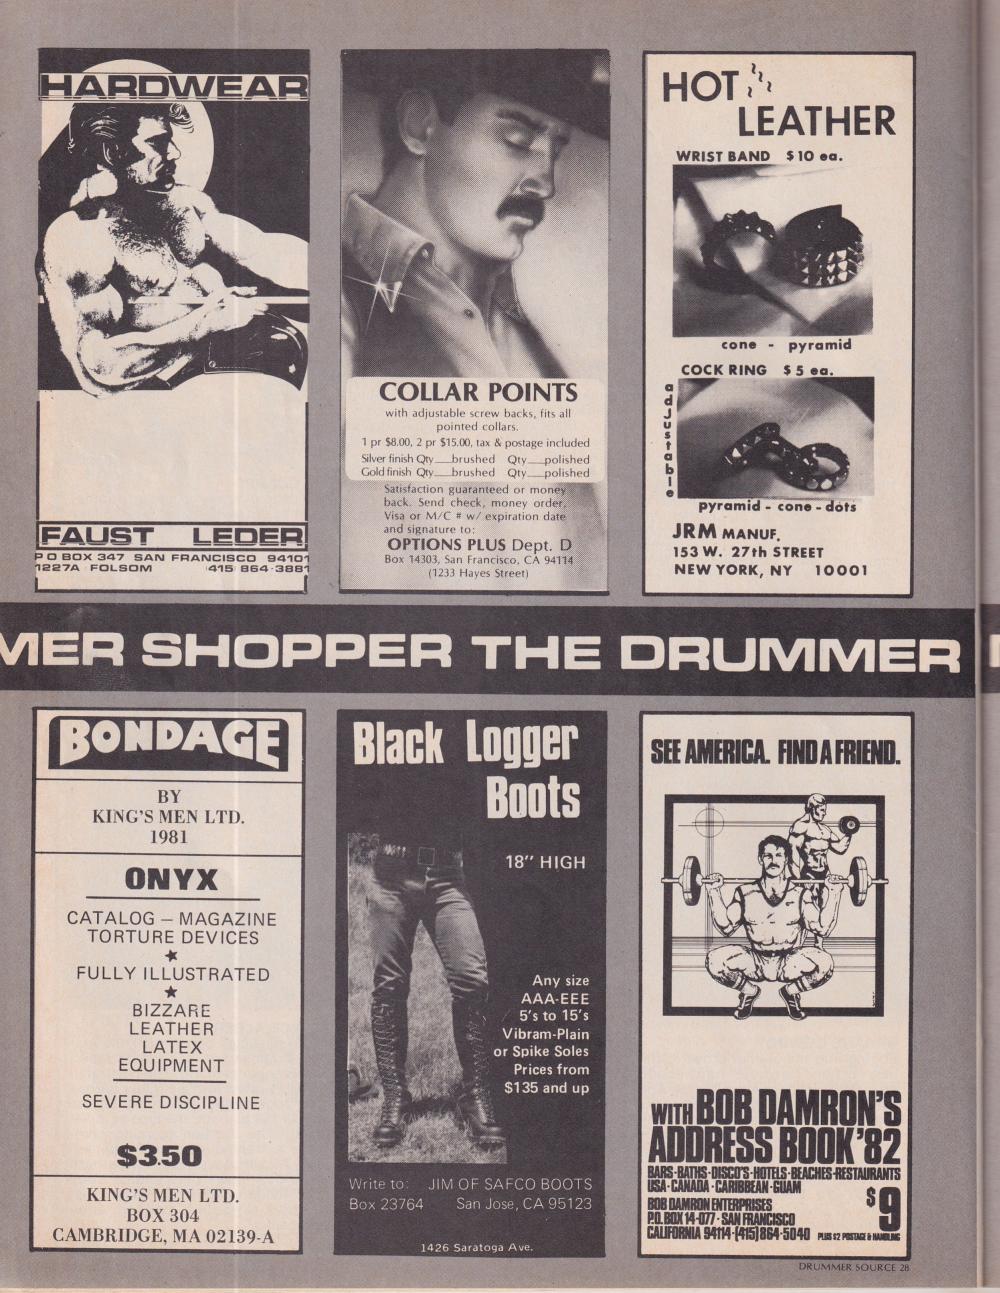 HARDWEAR
FAUST LEDER
P O BOX 347 SAN FRANCISCO 94101
1227A FOLSOM (415) 864-3881
COLLAR POINTS
with adjustable screw backs, fits all
pointed collars.
1 pr $8.00, 2 pr $15.00, tax & postage included
Silver finish Qty___brushed Qty___polished
Gold finish Qty___brushed Qty___polished
Satisfaction guaranteed or money
back. Send check, money order,
Visa or M/C # w/ expiration date
and signature to:
OPTIONS PLUS Dept. D
Box 14303, San Francisco, CA 94114
(1233 Hayes Street)
HOT
LEATHER
WRIST BAND $10 ea.
cone - pyramid
COCK RING $5 ea.
adjustable
pyramid - cone - dots
JRM MANUF.
153 W. 27th STREET
NEW YORK, NY 10001
MER SHOPPER THE DRUMMER
BONDAGE
BY
KING'S MEN LTD.
1981
ONYX
CATALOG – MAGAZINE
TORTURE DEVICES
★
FULLY ILLUSTRATED
★
BIZZARE
LEATHER
LATEX
EQUIPMENT
SEVERE DISCIPLINE
$3.50
KING'S MEN LTD.
BOX 304
CAMBRIDGE, MA 02139-A
Black Logger
Boots
18" HIGH
Any size
AAA-EEE
5's to 15's
Vibram-Plain
or Spike Soles
Prices from
$135 and up
Write to: JIM OF SAFCO BOOTS
Box 23764 San Jose, CA 95123
1426 Saratoga Ave.
SEE AMERICA. FIND A FRIEND.
WITH BOB DAMRON'S
ADDRESS BOOK '82
BARS·BATHS·DISCO'S·HOTELS·BEACHES·RESTAURANTS
USA·CANADA·CARIBBEAN·GUAM
BOB DAMRON ENTERPRISES
P.O. BOX 14-077·SAN FRANCISCO
CALIFORNIA 94114·(415)864-5040
$9
PLUS $2 POSTAGE & HANDLING
DRUMMER SOURCE 28